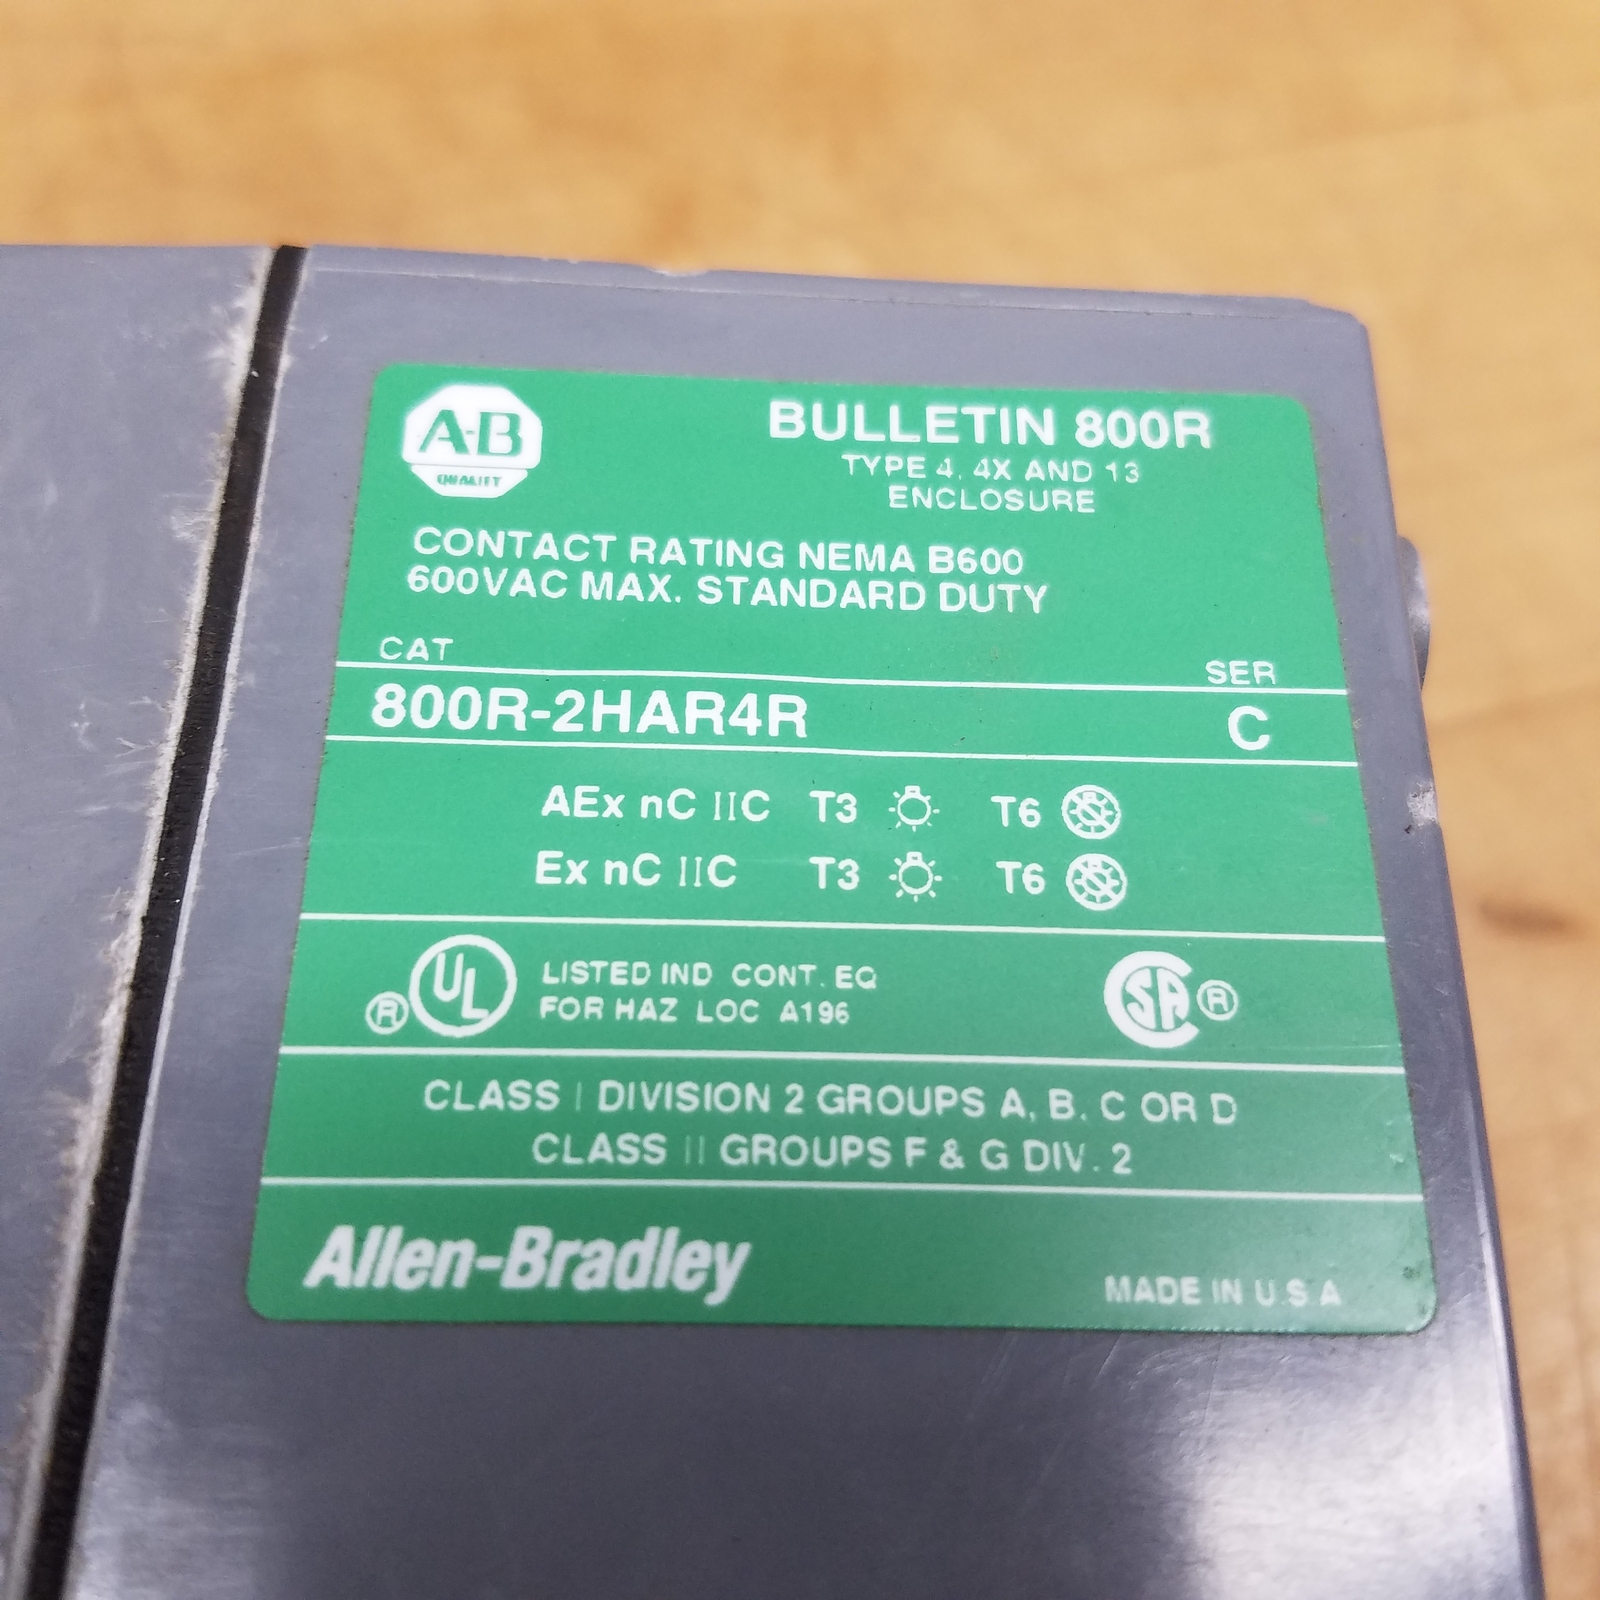 A-B
QUALITY
BULLETIN 800R
TYPE 4, 4X AND 13
ENCLOSURE
CONTACT RATING NEMA B600
600VAC MAX. STANDARD DUTY
CAT
SER
800R-2HAR4R
C
AEx nC IIC T3 T6
Ex nC IIC T3 T6
® UL
LISTED IND CONT. EQ
FOR HAZ LOC A196
SA ®
CLASS I DIVISION 2 GROUPS A, B, C OR D
CLASS II GROUPS F & G DIV. 2
Allen-Bradley
MADE IN U.S.A